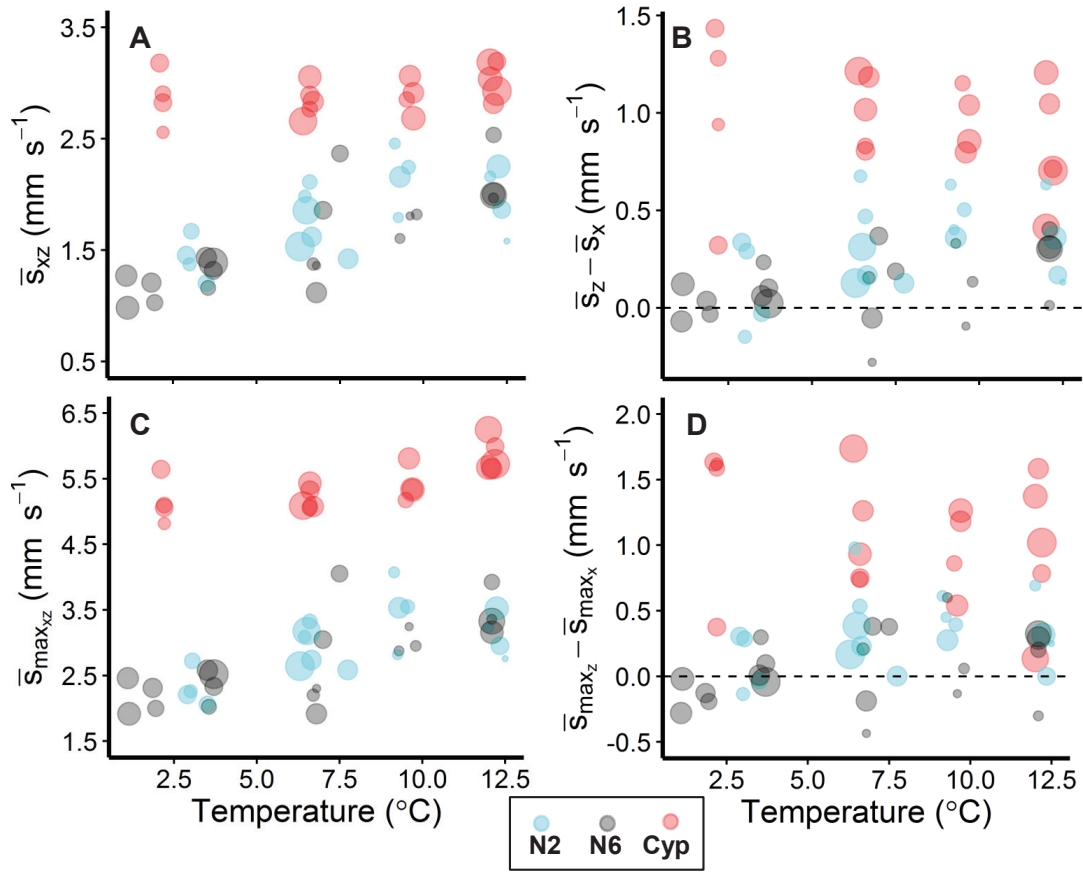 A
s̅xz (mm s−1)
3.5
2.5
1.5
0.5
B
s̅z – s̅x (mm s−1)
1.5
1.0
0.5
0.0
C
s̅maxxz (mm s−1)
6.5
5.5
4.5
3.5
2.5
1.5
2.5 5.0 7.5 10.0 12.5
Temperature (°C)
D
s̅maxz – s̅maxx (mm s−1)
2.0
1.5
1.0
0.5
0.0
-0.5
2.5 5.0 7.5 10.0 12.5
Temperature (°C)
N2 N6 Cyp